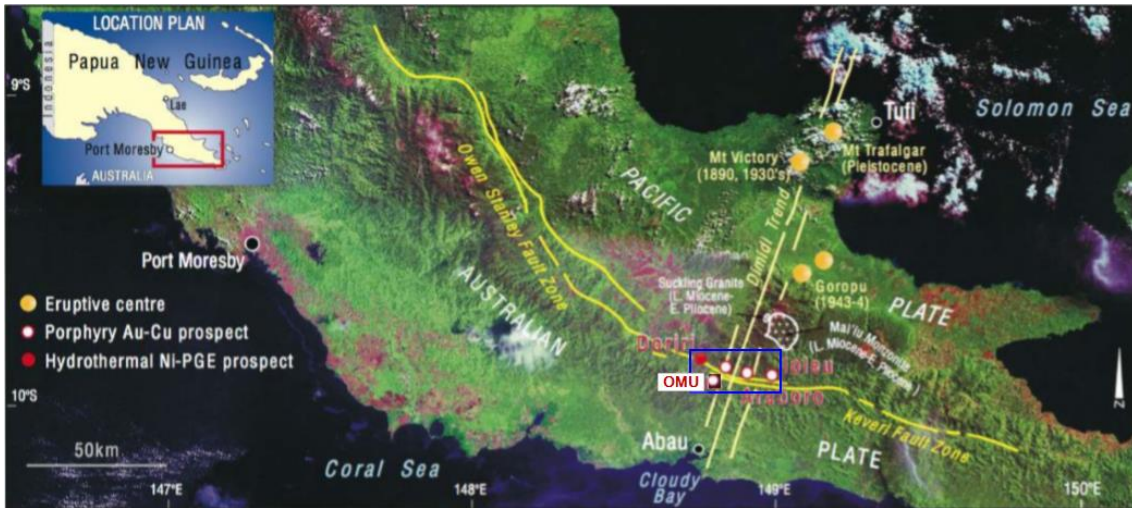 LOCATION PLAN
Papua New Guinea
Indonesia
Lae
Port Moresby
AUSTRALIA
9°S
10°S
Solomon Sea
Tufi
Mt Trafalgar
(Pleistocene)
Mt Victory
(1890, 1930's)
Owen Stanley Fault Zone
PACIFIC
PLATE
AUSTRALIAN
PLATE
Port Moresby
Eruptive centre
Porphyry Au-Cu prospect
Hydrothermal Ni-PGE prospect
Goropu
(1943-4)
Suckling Granite
(L. Miocene-
E. Pliocene)
Trend
Mai'iu Monzonite
(L. Miocene-E. Pliocene)
Doriri
OMU
Keveri Fault Zone
Abau
Cloudy
Bay
Coral Sea
50km
147°E
148°E
149°E
150°E
Z